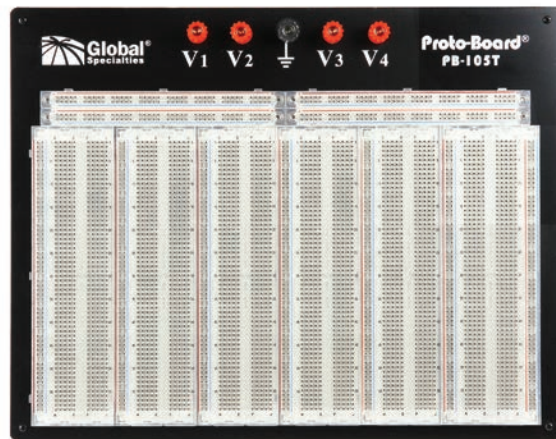 Global®
Specialties
V1 V2 V3 V4
Proto-Board®
PB-105T